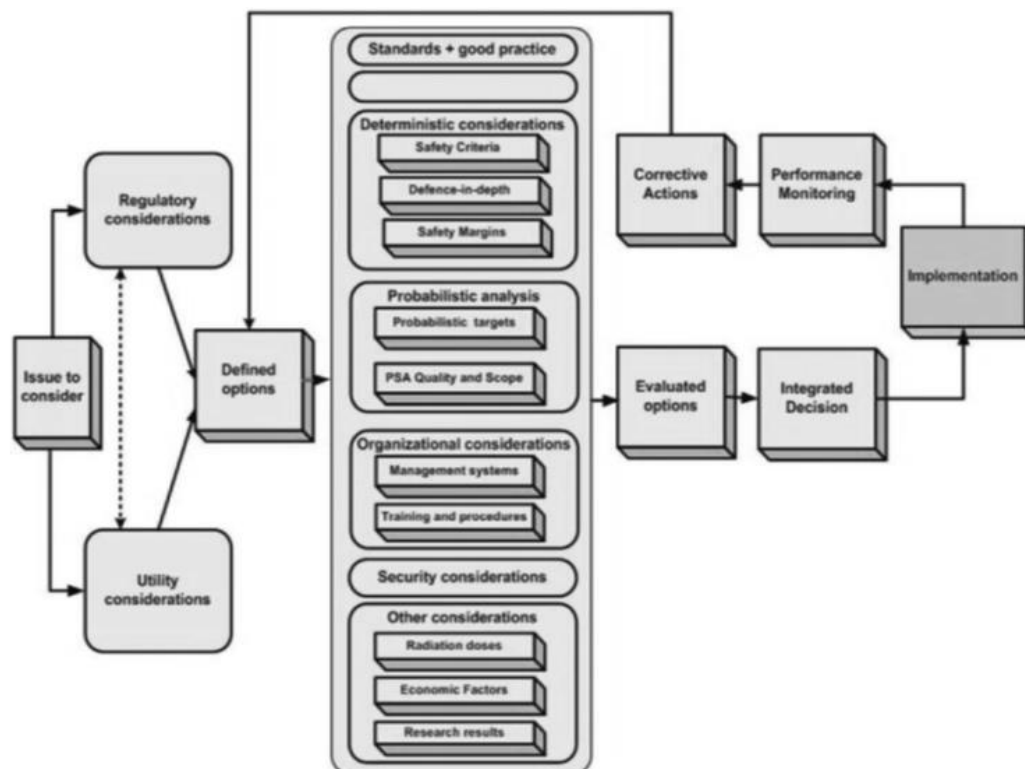 Standards + good practice
Deterministic considerations
Safety Criteria
Defence-in-depth
Safety Margins
Probabilistic analysis
Probabilistic targets
PSA Quality and Scope
Organizational considerations
Management systems
Training and procedures
Security considerations
Other considerations
Radiation doses
Economic Factors
Research results
Regulatory
considerations
Issue to
consider
Utility
considerations
Defined
options
Corrective
Actions
Performance
Monitoring
Implementation
Evaluated
options
Integrated
Decision